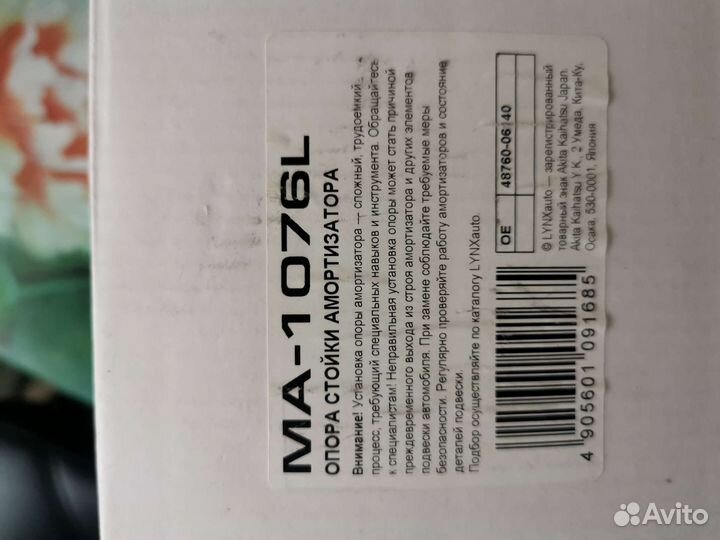 MA-1076L
ОПОРА СТОЙКИ АМОРТИЗАТОРА
Внимание! Установка опоры амортизатора — сложный, трудоемкий
процесс, требующий специальных навыков и инструмента. Обращайтесь
к специалистам! Неправильная установка опоры может стать причиной
преждевременного выхода из строя амортизатора и других элементов
подвески автомобиля. При замене соблюдайте требуемые меры
безопасности. Регулярно проверяйте работу амортизаторов и состояние
деталей подвески.
Подбор осуществляйте по каталогу LYNXauto
OE 48760-06140
© LYNXauto — зарегистрированный
товарный знак Akita Kaihatsu Japan.
Akita Kaihatsu Y.K., 2 Умеда, Кита-Ку,
Осака, 530-0001, Япония
4 905601 091685
Avito